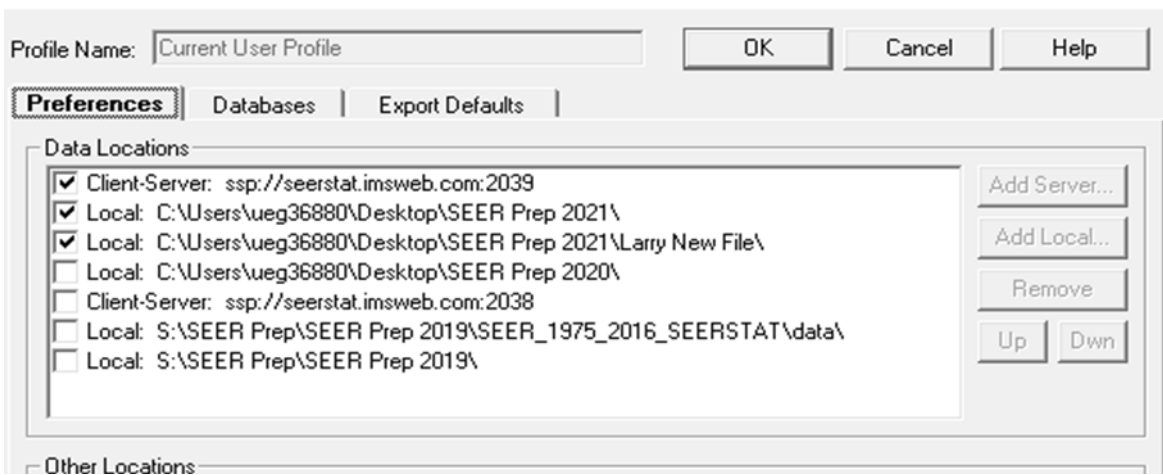 Profile Name: Current User Profile OK Cancel Help
Preferences Databases Export Defaults
Data Locations
Client-Server: ssp://seerstat.imsweb.com:2039
Local: C:\Users\ueg36880\Desktop\SEER Prep 2021\
Local: C:\Users\ueg36880\Desktop\SEER Prep 2021\Larry New File\
Local: C:\Users\ueg36880\Desktop\SEER Prep 2020\
Client-Server: ssp://seerstat.imsweb.com:2038
Local: S:\SEER Prep\SEER Prep 2019\SEER_1975_2016_SEERSTAT\data\
Local: S:\SEER Prep\SEER Prep 2019\
Add Server...
Add Local...
Remove
Up Dwn
Other Locations